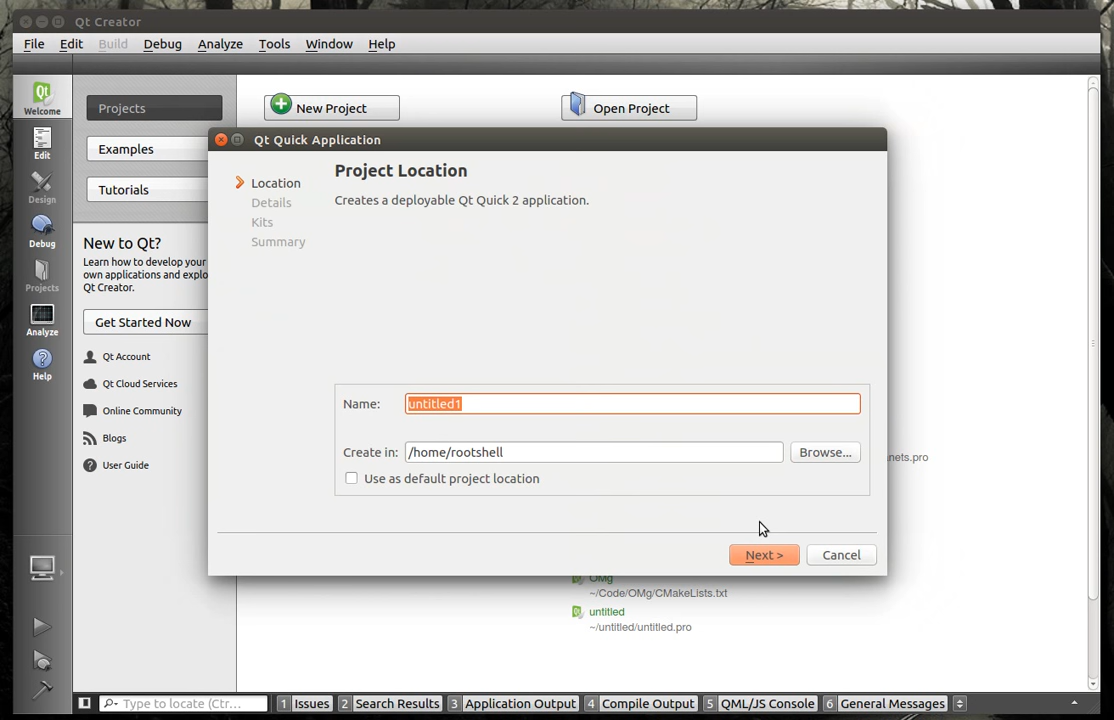 Qt Creator
File Edit Build Debug Analyze Tools Window Help
Qt
Welcome
Edit
Design
Debug
Projects
Analyze
Help
Projects
Examples
Tutorials
New to Qt?
Learn how to develop your
own applications and explo
Qt Creator.
Get Started Now
Qt Account
Qt Cloud Services
Online Community
Blogs
User Guide
New Project
Open Project
Qt Quick Application
Location
Details
Kits
Summary
Project Location
Creates a deployable Qt Quick 2 application.
Name: untitled1
Create in: /home/rootshell Browse...
Use as default project location
Next > Cancel
anets.pro
OMg
~/Code/OMg/CMakeLists.txt
untitled
~/untitled/untitled.pro
Type to locate (Ctr... 1 Issues 2 Search Results 3 Application Output 4 Compile Output 5 QML/JS Console 6 General Messages